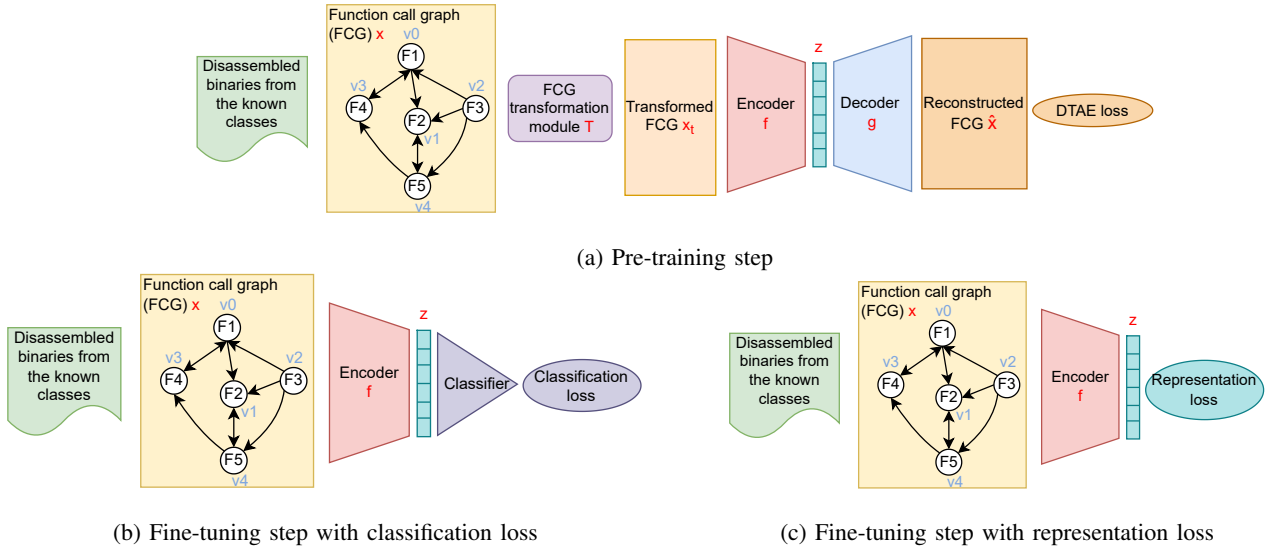 Function call graph
(FCG) x
v0
F1
v3
v2
F4
F3
F2
v1
F5
v4
Disassembled
binaries from
the known
classes
FCG
transformation
module T
Transformed
FCG x_t
Encoder
f
z
Decoder
g
Reconstructed
FCG x̂
DTAE loss
(a) Pre-training step
Disassembled
binaries from
the known
classes
Function call graph
(FCG) x
v0
F1
v3
v2
F4
F3
F2
v1
F5
v4
Encoder
f
z
Classifier
Classification
loss
(b) Fine-tuning step with classification loss
Disassembled
binaries from
the known
classes
Function call graph
(FCG) x
v0
F1
v3
v2
F4
F3
F2
v1
F5
v4
Encoder
f
z
Representation
loss
(c) Fine-tuning step with representation loss